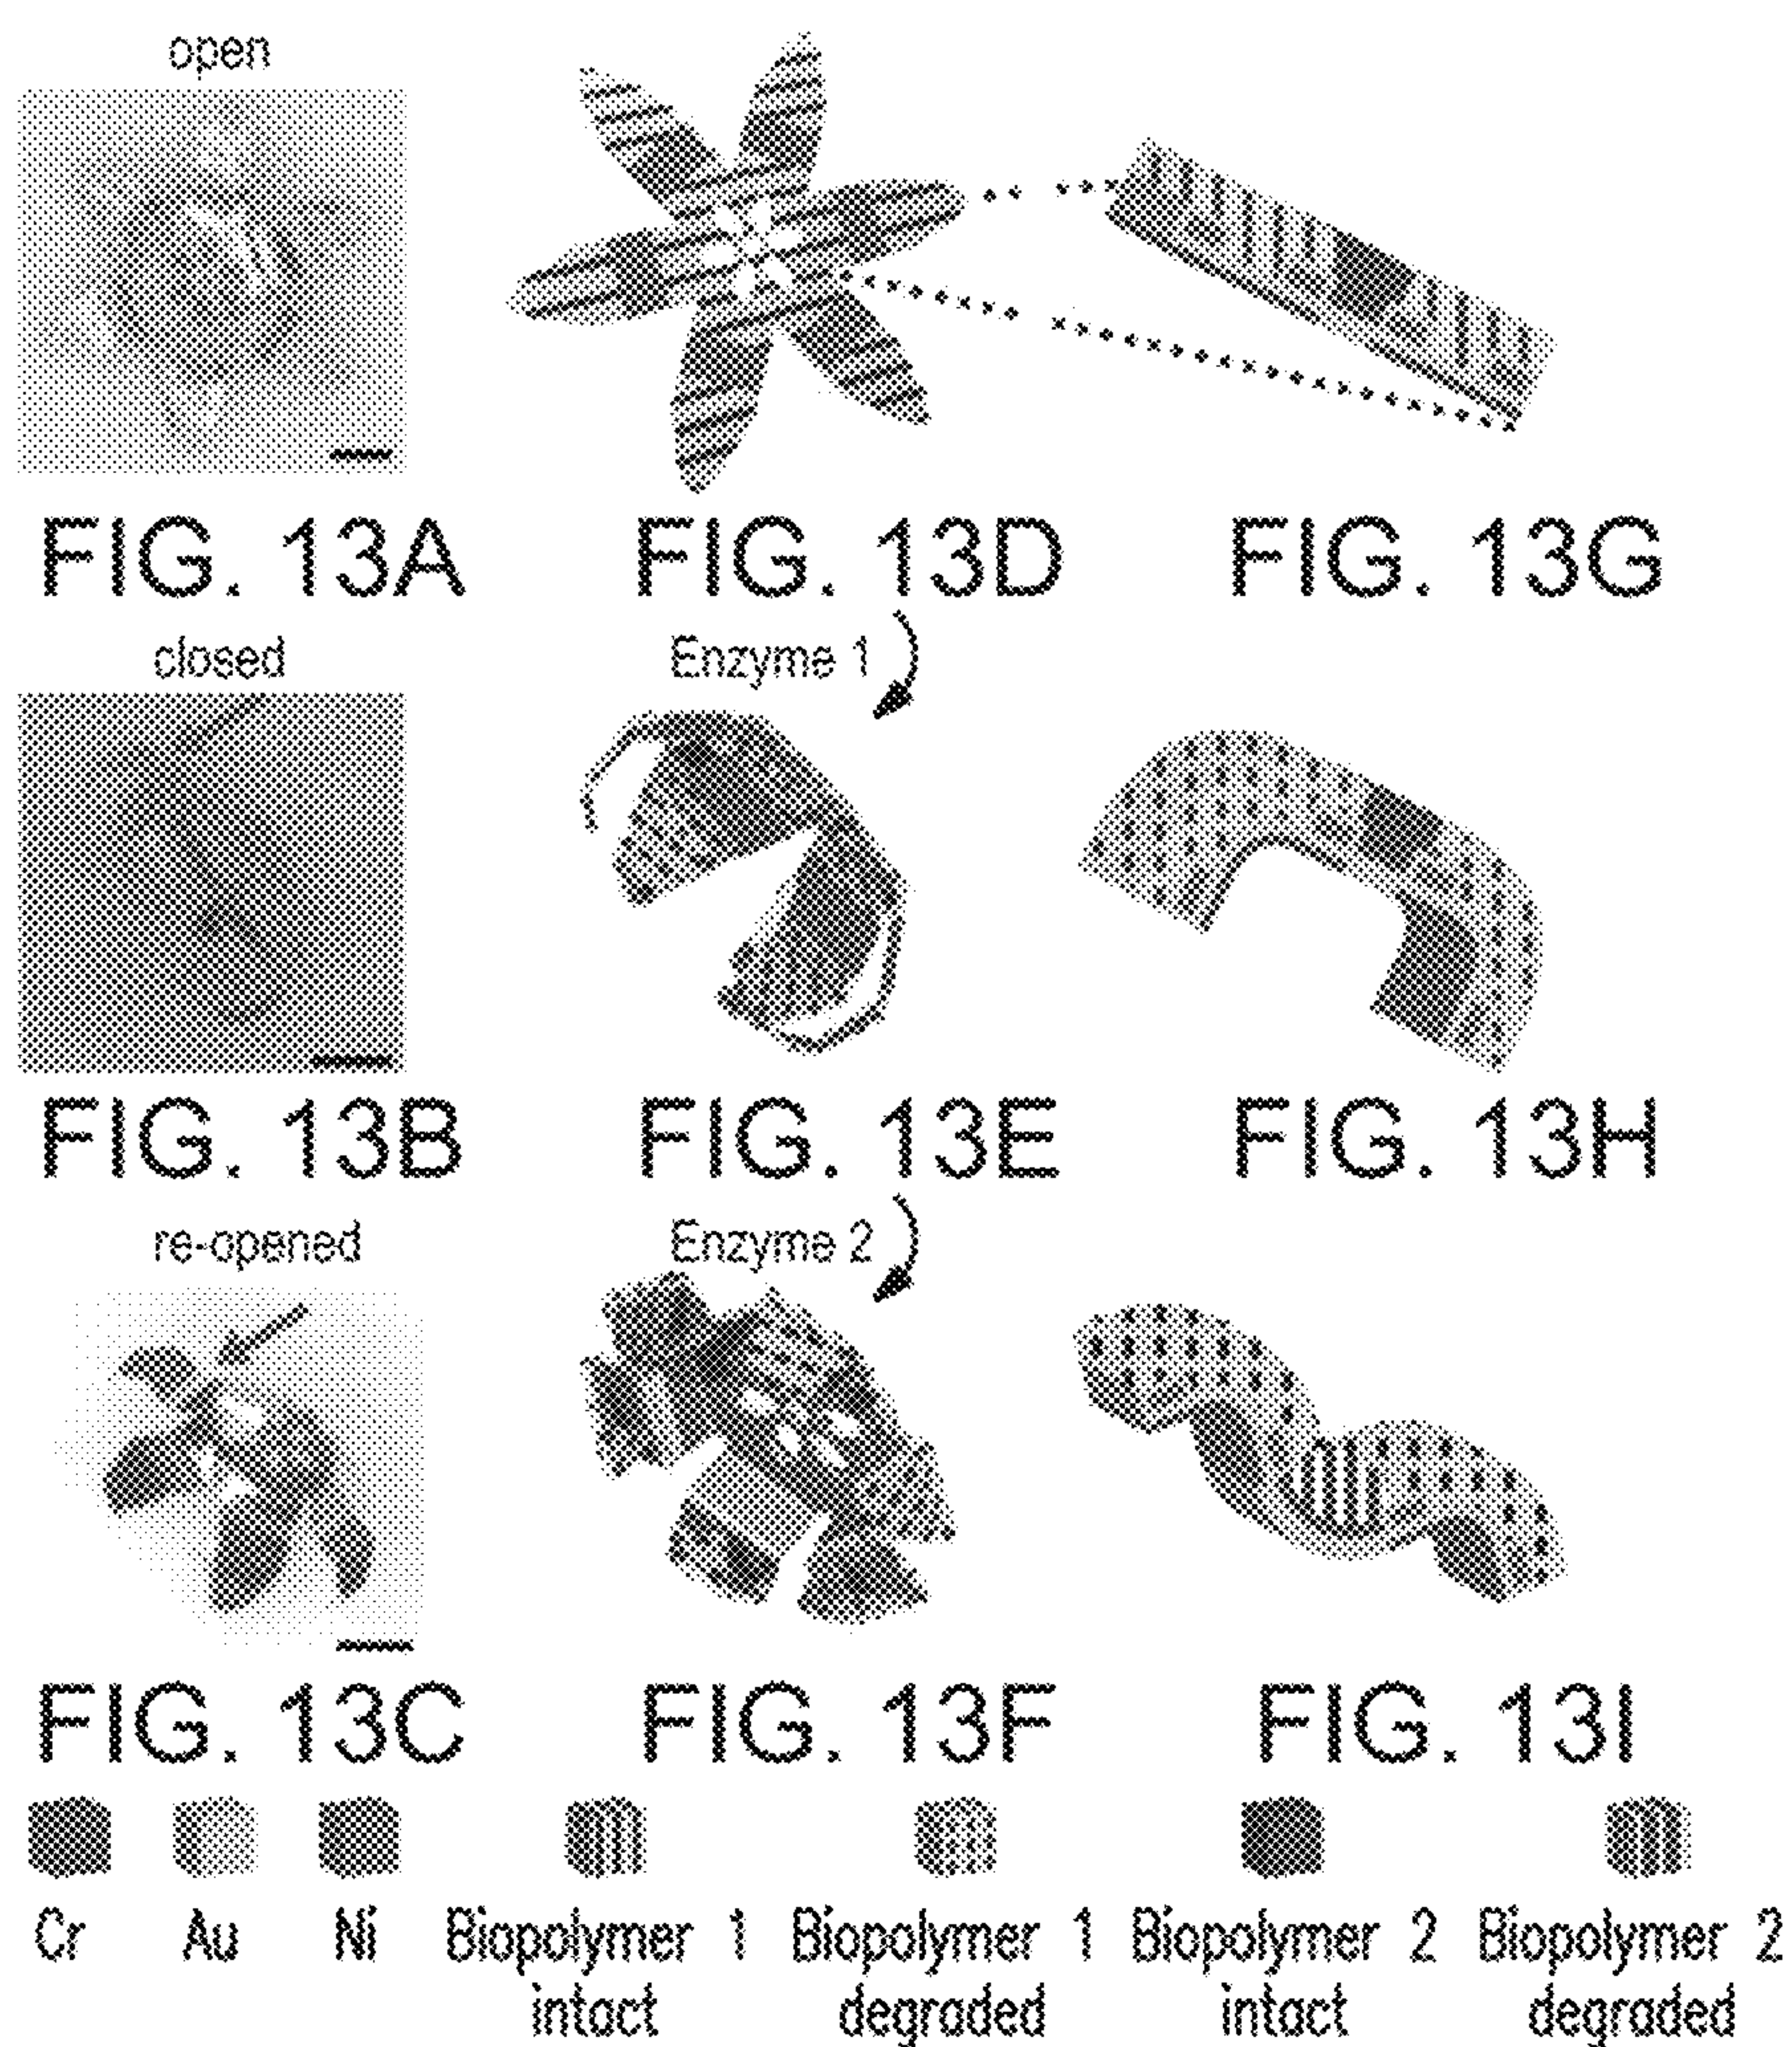 open
FIG. 13A FIG. 13D FIG. 13G
closed Enzyme 1
FIG. 13B FIG. 13E FIG. 13H
re-opened Enzyme 2
FIG. 13C FIG. 13F FIG. 13I
Cr Au Ni Biopolymer 1 Biopolymer 1 Biopolymer 2 Biopolymer 2
intact degraded intact degraded